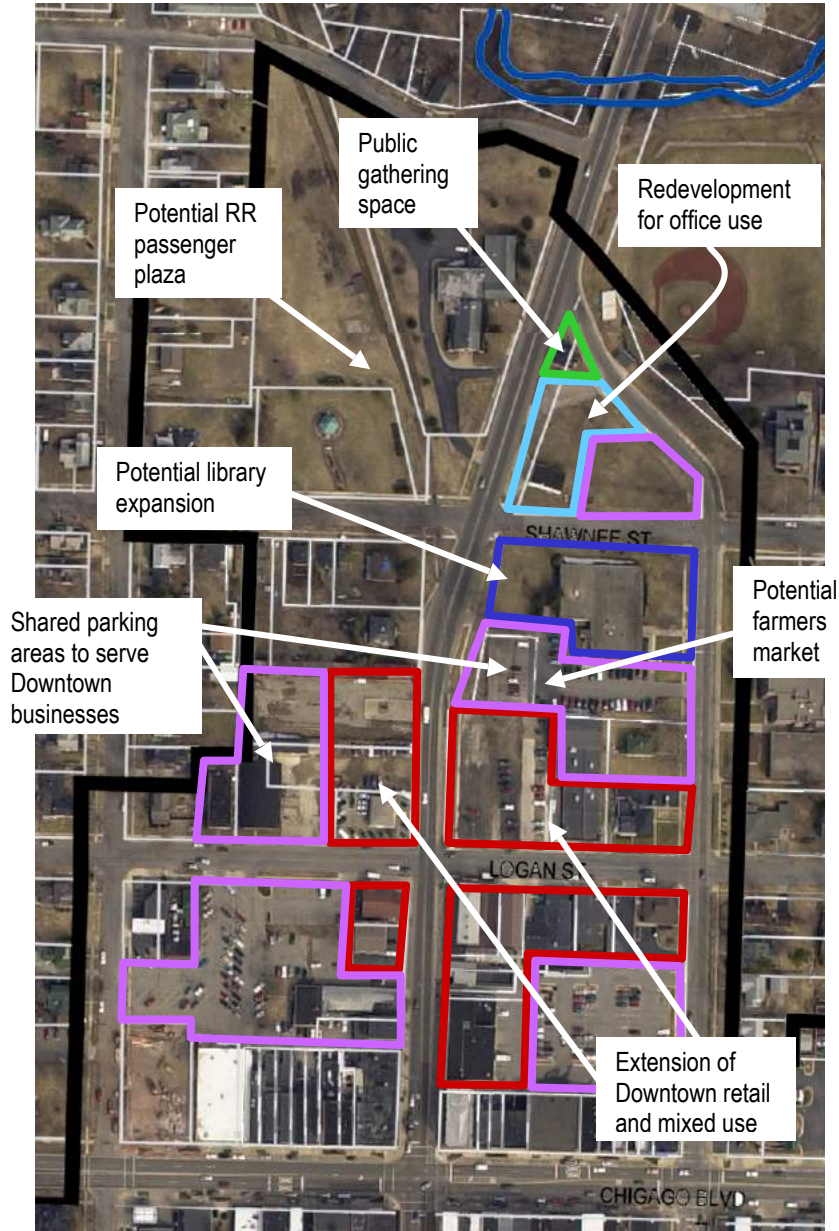 Public
gathering
space
Redevelopment
for office use
Potential RR
passenger
plaza
Potential library
expansion
SHAWNEE ST
Potential
farmers
market
Shared parking
areas to serve
Downtown
businesses
LOGAN ST
Extension of
Downtown retail
and mixed use
CHIGAGO BLVD